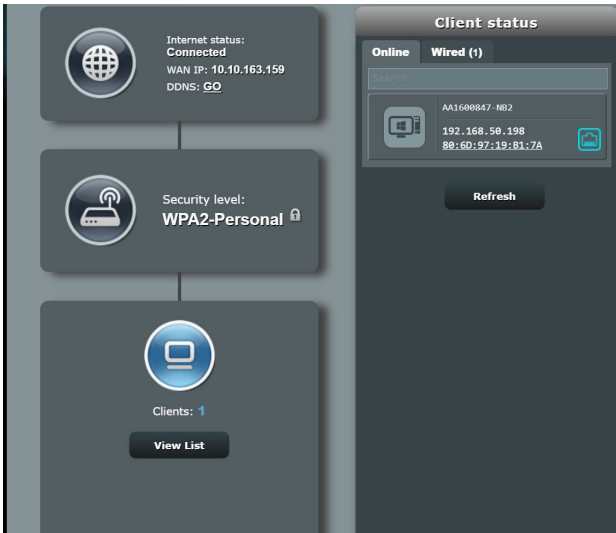 Internet status:
Connected
WAN IP: 10.10.163.159
DDNS: GO
Security level:
WPA2-Personal
Clients: 1
View List
Client status
Online Wired (1)
Search
AA1600847-NB2
192.168.50.198
80:6D:97:19:B1:7A
Refresh